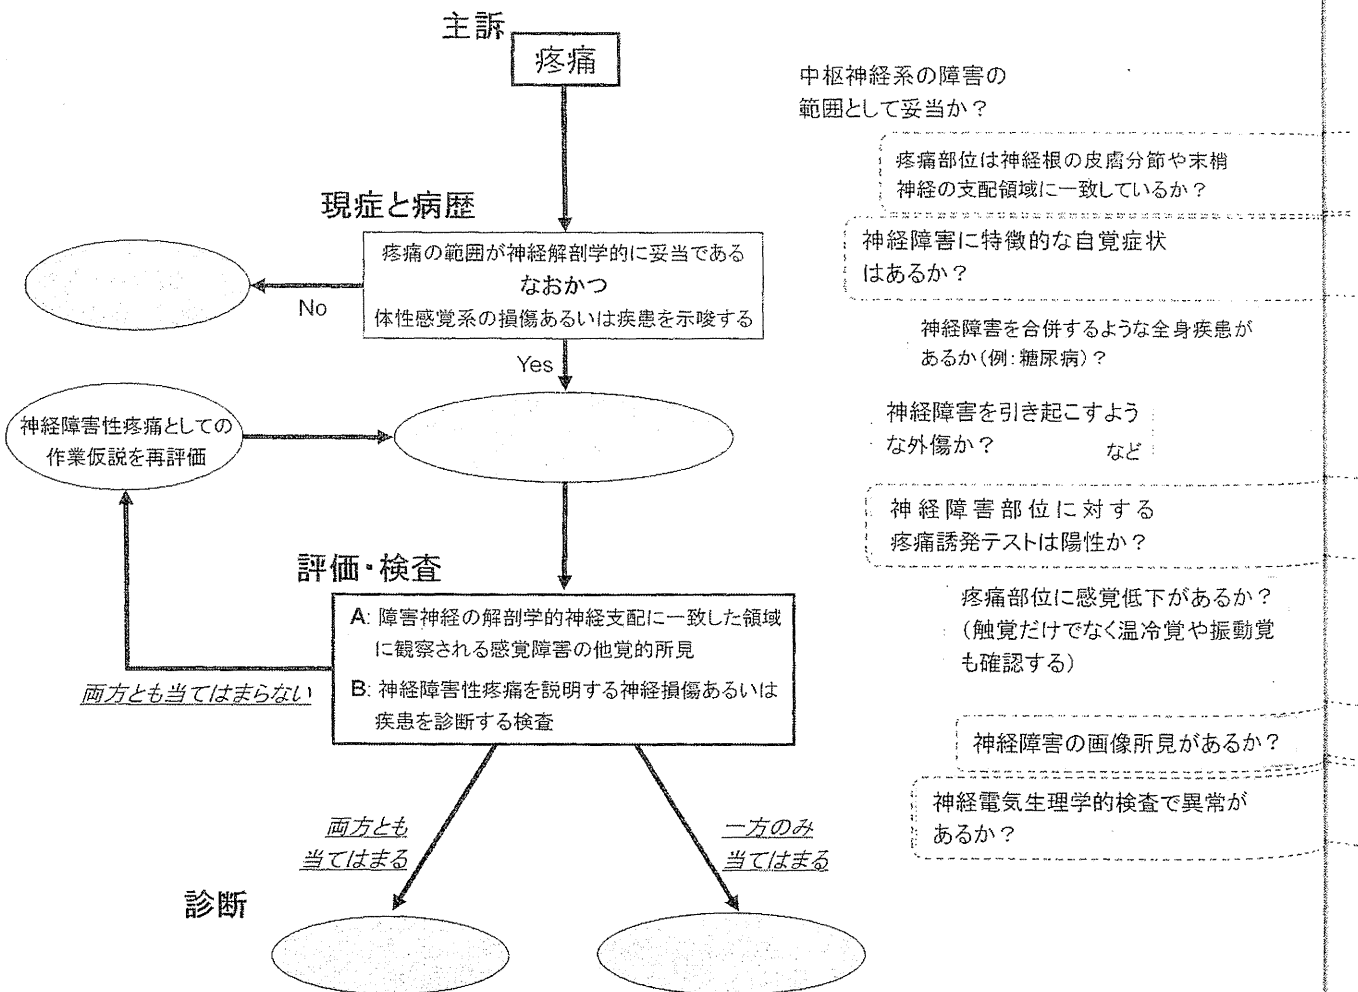 主訴
疼痛
現症と病歴
疼痛の範囲が神経解剖学的に妥当である
なおかつ
体性感覚系の損傷あるいは疾患を示唆する
No
Yes
神経障害性疼痛としての
作業仮説を再評価
評価・検査
A: 障害神経の解剖学的神経支配に一致した領域
に観察される感覚障害の他覚的所見
B: 神経障害性疼痛を説明する神経損傷あるいは
疾患を診断する検査
両方とも当てはまらない
両方とも
当てはまる
一方のみ
当てはまる
診断
中枢神経系の障害の
範囲として妥当か？
疼痛部位は神経根の皮膚分節や末梢
神経の支配領域に一致しているか？
神経障害に特徴的な自覚症状
はあるか？
神経障害を合併するような全身疾患が
あるか（例：糖尿病）？
神経障害を引き起こすよう
な外傷か？
など
神経障害部位に対する
疼痛誘発テストは陽性か？
疼痛部位に感覚低下があるか？
（触覚だけでなく温冷覚や振動覚
も確認する）
神経障害の画像所見があるか？
神経電気生理学的検査で異常が
あるか？